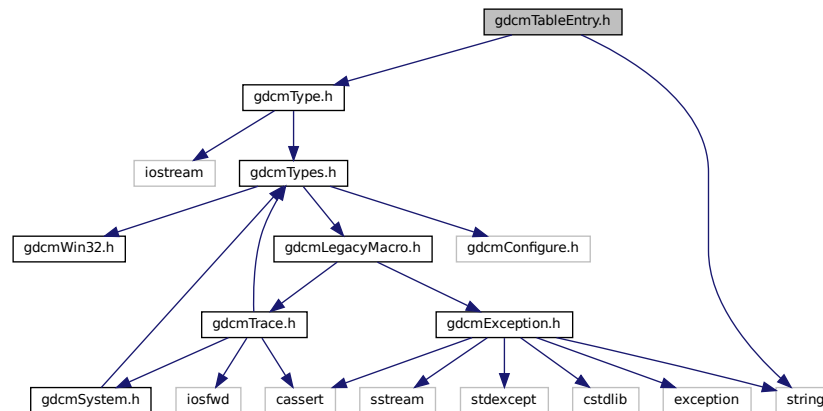 gdcmTableEntry.h
gdcmType.h
iostream
gdcmTypes.h
gdcmWin32.h
gdcmLegacyMacro.h
gdcmConfigure.h
gdcmTrace.h
gdcmException.h
gdcmSystem.h
iosfwd
cassert
sstream
stdexcept
cstdlib
exception
string